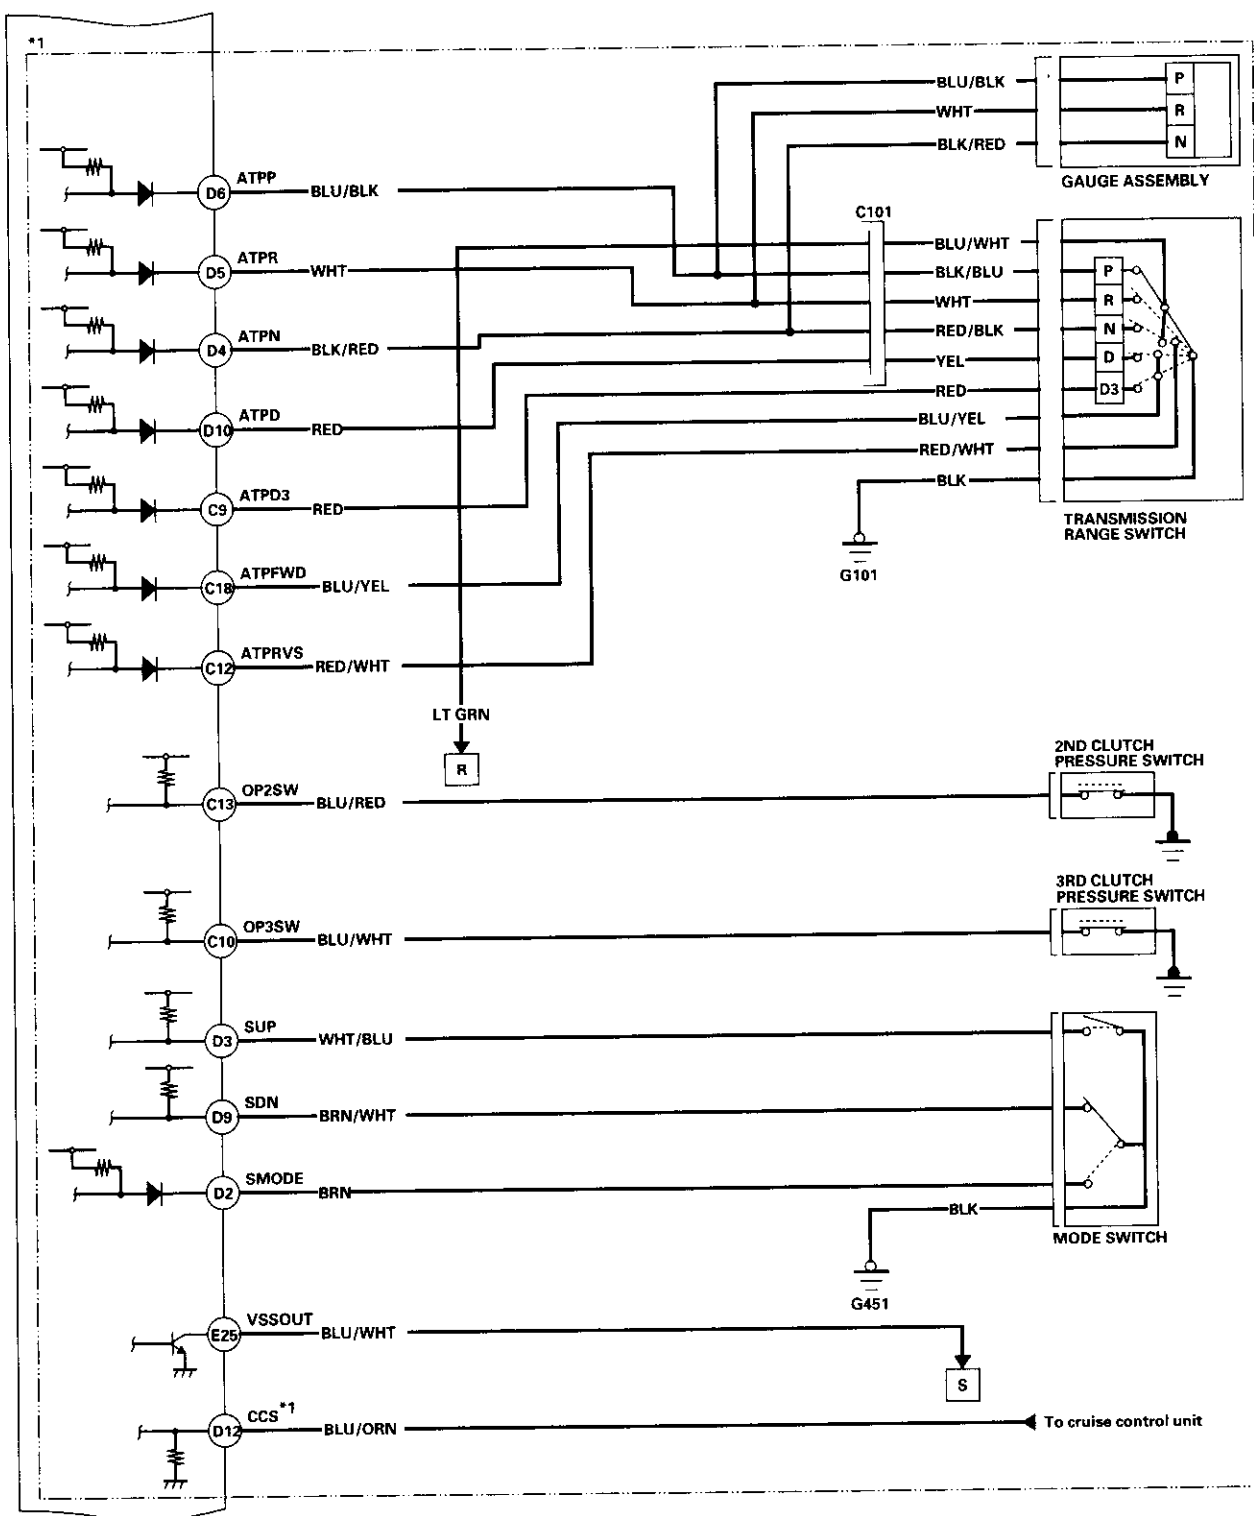 *1
BLU/BLK
P
WHT
R
BLK/RED
N
GAUGE ASSEMBLY
D6
ATPP
BLU/BLK
C101
D5
ATPR
WHT
BLU/WHT
BLK/BLU
P
WHT
R
D4
ATPN
BLK/RED
RED/BLK
N
YEL
D
D10
ATPD
RED
RED
D3
BLU/YEL
RED/WHT
BLK
C9
ATPD3
RED
TRANSMISSION
RANGE SWITCH
G101
C18
ATPFWD
BLU/YEL
C12
ATPRVS
RED/WHT
LT GRN
R
2ND CLUTCH
PRESSURE SWITCH
C13
OP2SW
BLU/RED
3RD CLUTCH
PRESSURE SWITCH
C10
OP3SW
BLU/WHT
D3
SUP
WHT/BLU
D9
SDN
BRN/WHT
D2
SMODE
BRN
BLK
MODE SWITCH
G451
E25
VSSOUT
BLU/WHT
S
D12
CCS*1
BLU/ORN
To cruise control unit